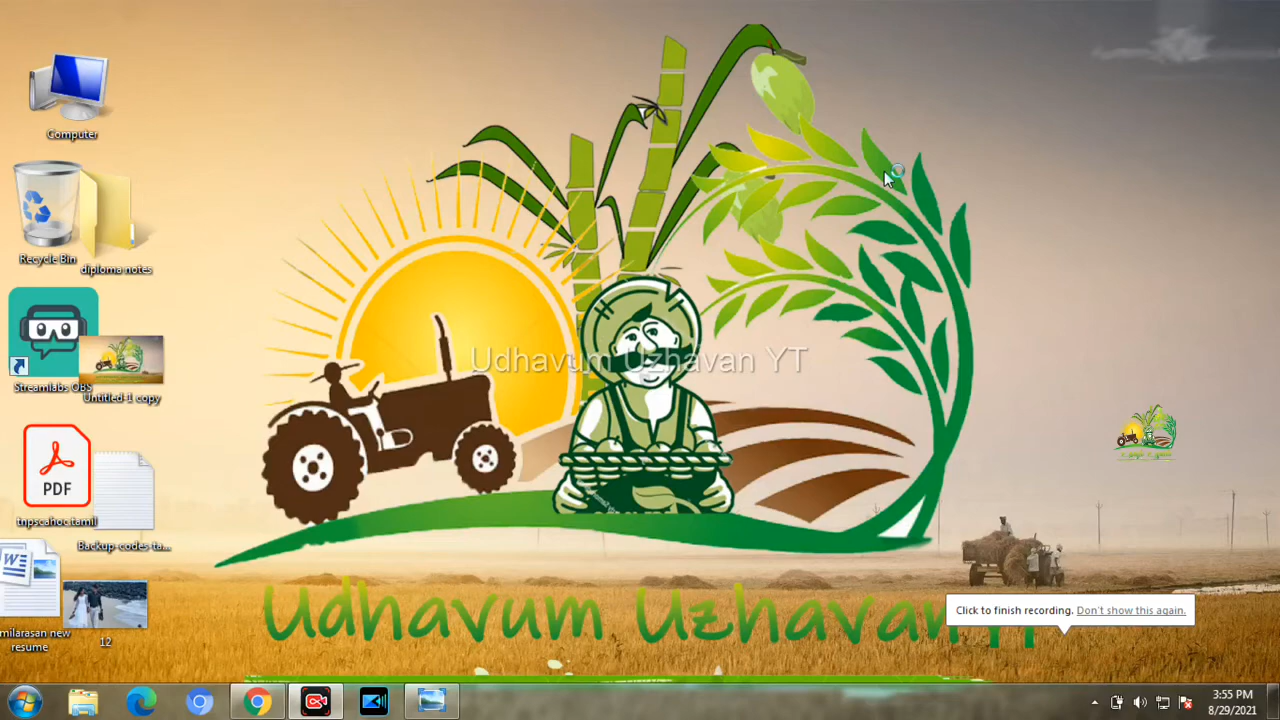 Computer
Recycle Bin
diploma notes
Streamlabs OBS
Untitled-1 copy
PDF
tnpscahoc.tamil
Backup-codes-ta...
W
milarasan new
resume
12
Udhavum Uzhavan YT
Udhavum Uzhavan YT
Click to finish recording. Don't show this again.
3:55 PM
8/29/2021